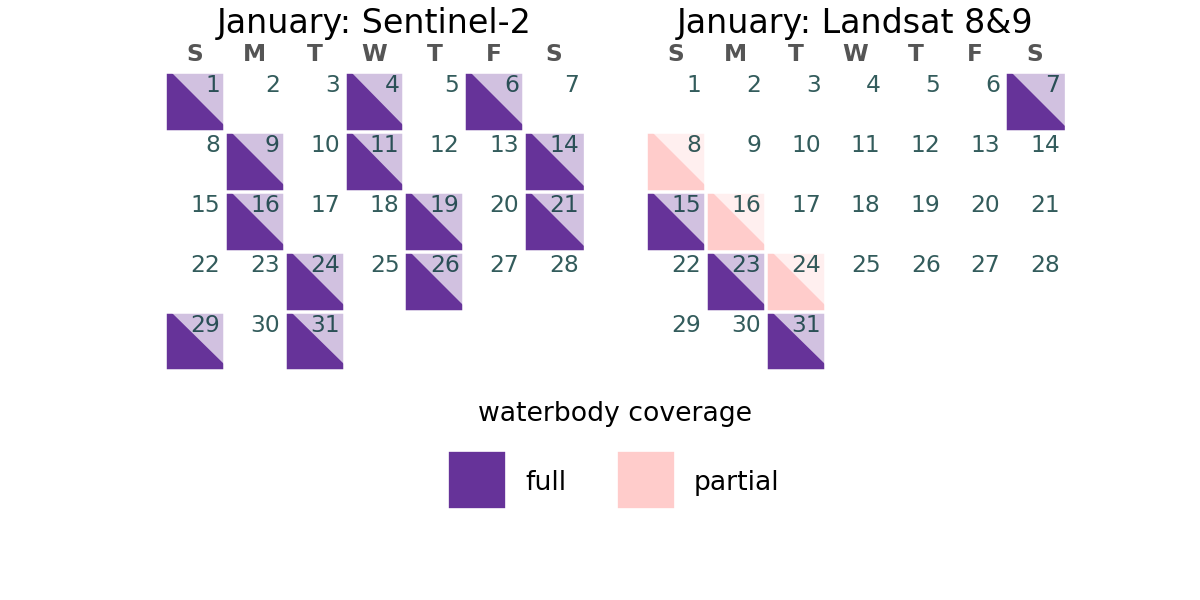 January: Sentinel-2
S M T W T F S
1 2 3 4 5 6 7
8 9 10 11 12 13 14
15 16 17 18 19 20 21
22 23 24 25 26 27 28
29 30 31
January: Landsat 8&9
S M T W T F S
1 2 3 4 5 6 7
8 9 10 11 12 13 14
15 16 17 18 19 20 21
22 23 24 25 26 27 28
29 30 31
waterbody coverage
full partial